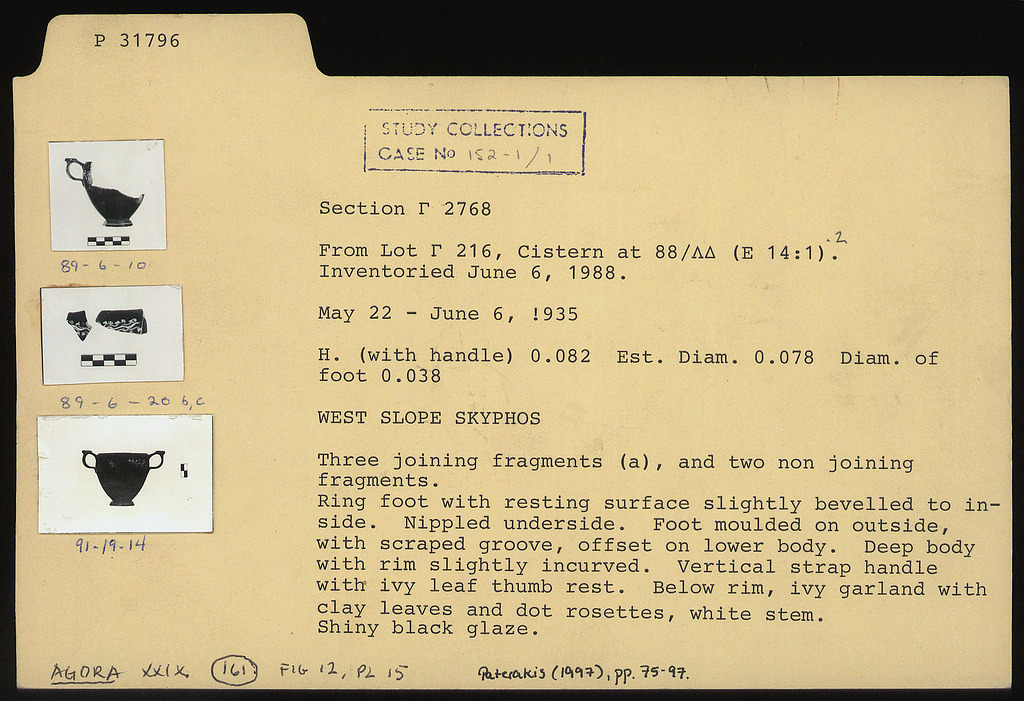 P 31796
STUDY COLLECTIONS
CASE No 152-1/1
Section Γ 2768
From Lot Γ 216, Cistern at 88/ΛΔ (E 14:1).2
Inventoried June 6, 1988.
May 22 - June 6, !935
H. (with handle) 0.082 Est. Diam. 0.078 Diam. of
foot 0.038
WEST SLOPE SKYPHOS
Three joining fragments (a), and two non joining
fragments.
Ring foot with resting surface slightly bevelled to in-
side. Nippled underside. Foot moulded on outside,
with scraped groove, offset on lower body. Deep body
with rim slightly incurved. Vertical strap handle
with ivy leaf thumb rest. Below rim, ivy garland with
clay leaves and dot rosettes, white stem.
Shiny black glaze.
89-6-10
89-6-20 b,c
91-19-14
AGORA XXIX 161 FIG 12, PL 15
Paterakis (1997), pp. 75-97.